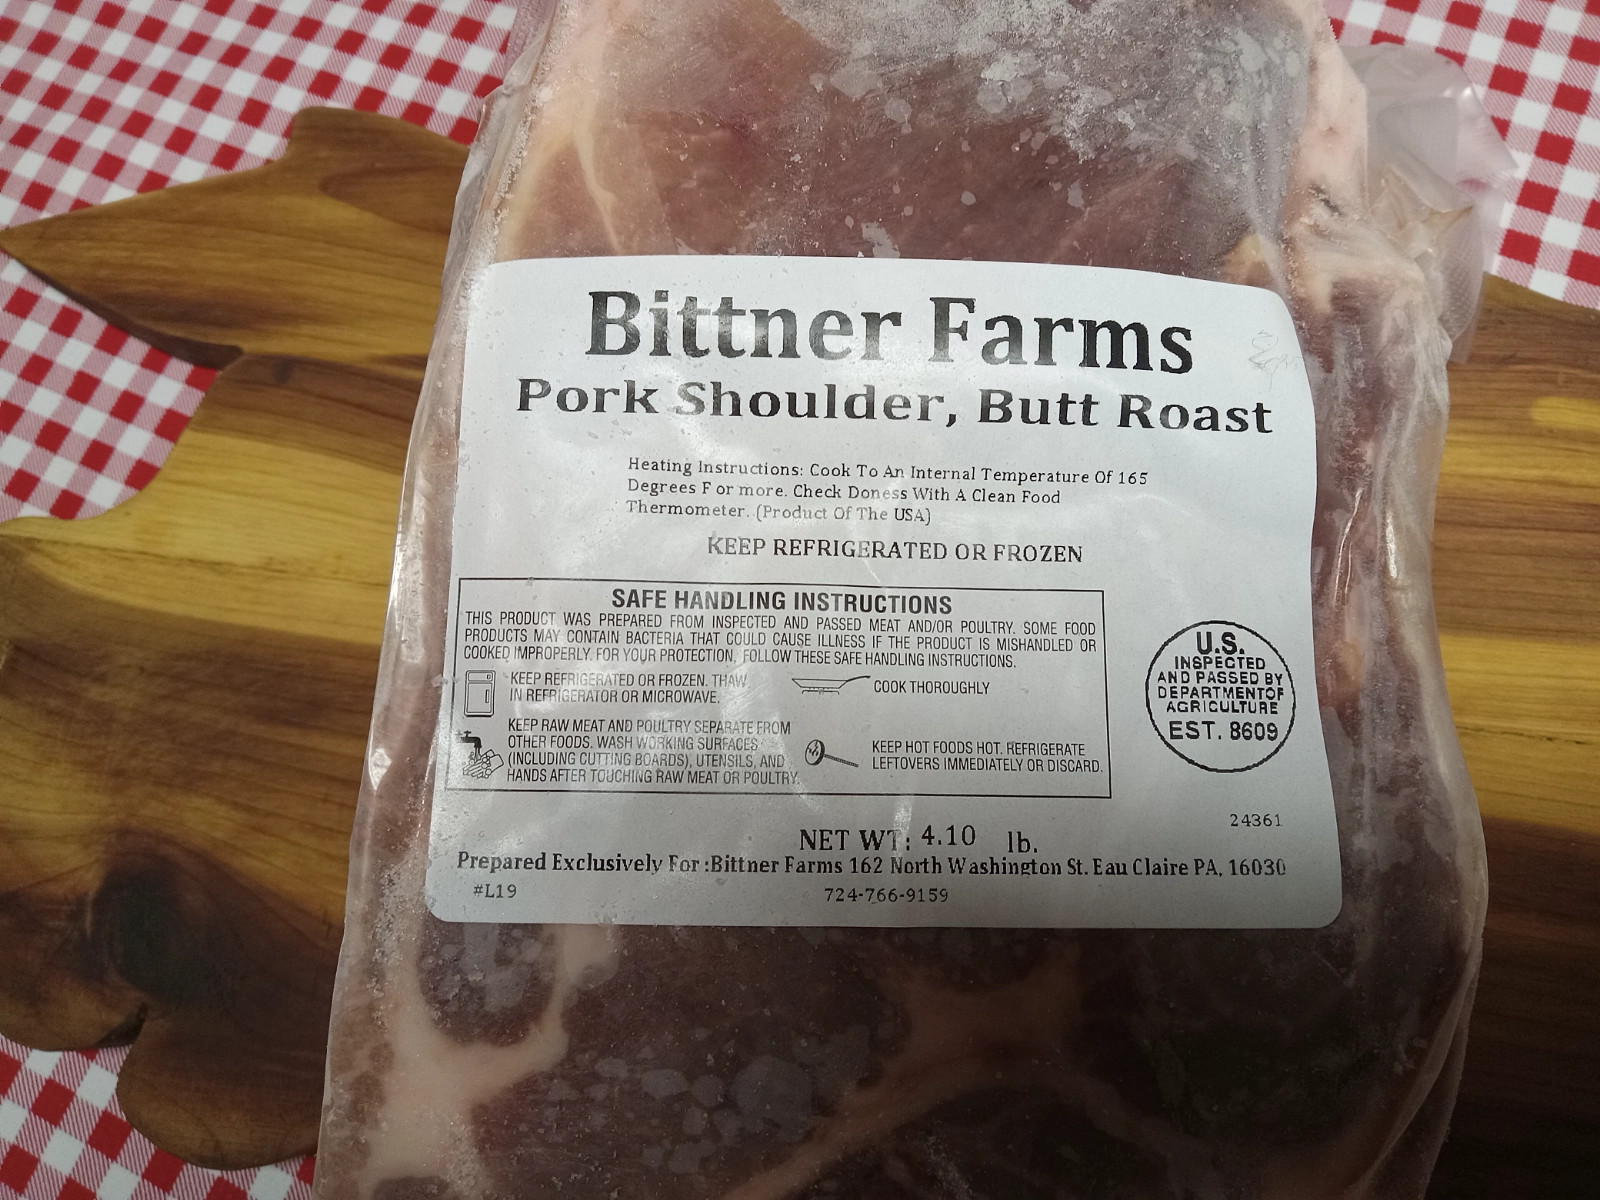 Bittner Farms
Pork Shoulder, Butt Roast
Heating Instructions: Cook To An Internal Temperature Of 165
Degrees F or more. Check Doness With A Clean Food
Thermometer. (Product Of The USA)
KEEP REFRIGERATED OR FROZEN
SAFE HANDLING INSTRUCTIONS
THIS PRODUCT WAS PREPARED FROM INSPECTED AND PASSED MEAT AND/OR POULTRY. SOME FOOD
PRODUCTS MAY CONTAIN BACTERIA THAT COULD CAUSE ILLNESS IF THE PRODUCT IS MISHANDLED OR
COOKED IMPROPERLY. FOR YOUR PROTECTION, FOLLOW THESE SAFE HANDLING INSTRUCTIONS.
KEEP REFRIGERATED OR FROZEN. THAW
IN REFRIGERATOR OR MICROWAVE.
COOK THOROUGHLY
KEEP RAW MEAT AND POULTRY SEPARATE FROM
OTHER FOODS. WASH WORKING SURFACES
(INCLUDING CUTTING BOARDS), UTENSILS, AND
HANDS AFTER TOUCHING RAW MEAT OR POULTRY.
KEEP HOT FOODS HOT. REFRIGERATE
LEFTOVERS IMMEDIATELY OR DISCARD.
U.S.
INSPECTED
AND PASSED BY
DEPARTMENTOF
AGRICULTURE
EST. 8609
24361
NET WT: 4.10 lb.
Prepared Exclusively For :Bittner Farms 162 North Washington St. Eau Claire PA, 16030
#L19
724-766-9159